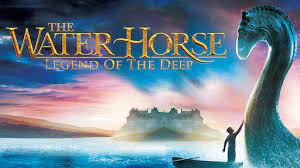 THE
WATER HORSE
LEGEND OF THE DEEP